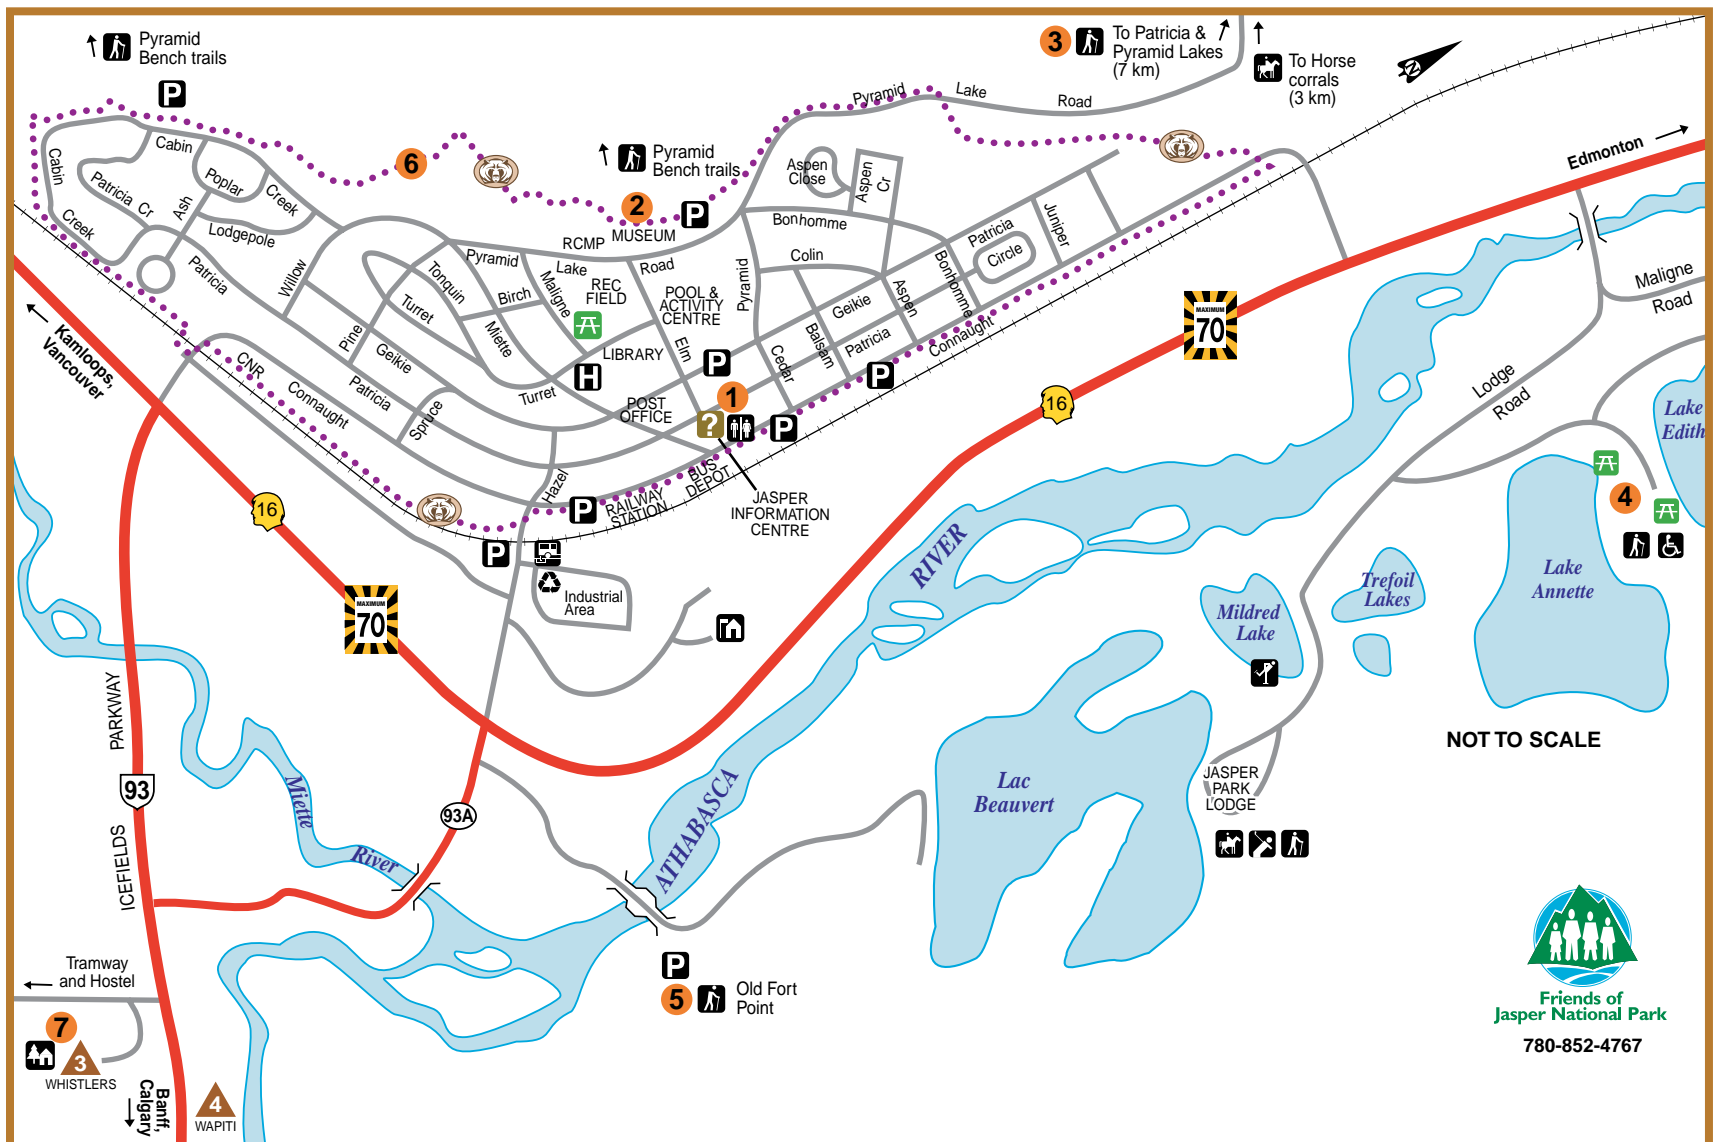 Pyramid
Bench trails
P
3
To Patricia &
Pyramid Lakes
(7 km)
To Horse
corrals
(3 km)
N
Pyramid
Lake
Road
Edmonton
Cabin
Cabin
Creek
Patricia Cr
Poplar
Creek
Ash
Lodgepole
Patricia
Willow
6
Pyramid
Bench trails
2
P
MUSEUM
RCMP
Pyramid
Lake
Road
Aspen
Close
Aspen
Cr
Bonhomme
Colin
Patricia
Circle
Juniper
Bonhomme
Tonquin
Turret
Birch
Maligne
Miette
REC
FIELD
POOL &
ACTIVITY
CENTRE
Pyramid
Geikie
Aspen
Patricia
Balsam
Cedar
Connaught
Pine
Geikie
Patricia
LIBRARY
Elm
P
P
H
Turret
POST
OFFICE
1
?
P
CNR
Connaught
Spruce
Hazel
P
RAILWAY
STATION
BUS
DEPOT
JASPER
INFORMATION
CENTRE
P
Industrial
Area
Kamloops,
Vancouver
16
MAXIMUM
70
16
MAXIMUM
70
Maligne
Road
Lodge
Road
Lake
Edith
4
Lake
Annette
Trefoil
Lakes
Mildred
Lake
RIVER
ATHABASCA
Lac
Beauvert
JASPER
PARK
LODGE
NOT TO SCALE
PARKWAY
93
ICEFIELDS
93A
Miette
River
Tramway
and Hostel
7
3
WHISTLERS
Banff,
Calgary
4
WAPITI
P
5
Old Fort
Point
Friends of
Jasper National Park
780-852-4767